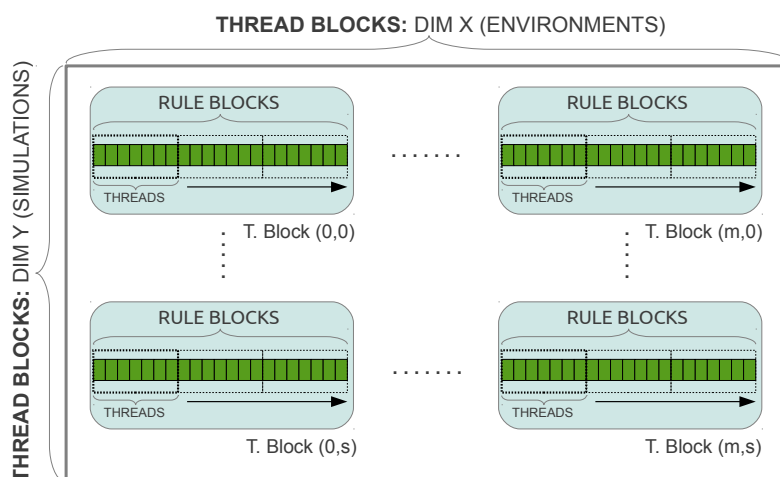 THREAD BLOCKS: DIM X (ENVIRONMENTS)
THREAD BLOCKS: DIM Y (SIMULATIONS)
RULE BLOCKS
THREADS
T. Block (0,0)
.......
RULE BLOCKS
THREADS
T. Block (m,0)
RULE BLOCKS
THREADS
T. Block (0,s)
.......
RULE BLOCKS
THREADS
T. Block (m,s)